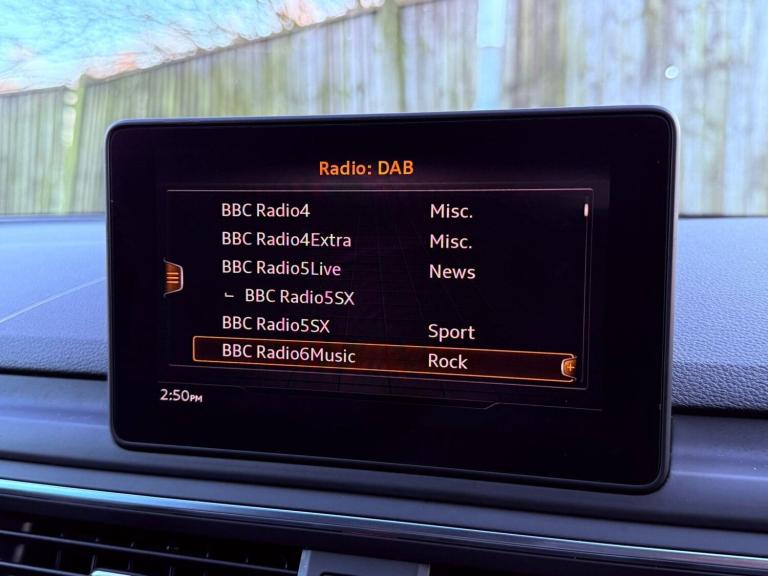 Radio: DAB
BBC Radio4 Misc.
BBC Radio4Extra Misc.
BBC Radio5Live News
BBC Radio5SX
BBC Radio5SX Sport
BBC Radio6Music Rock
2:50PM